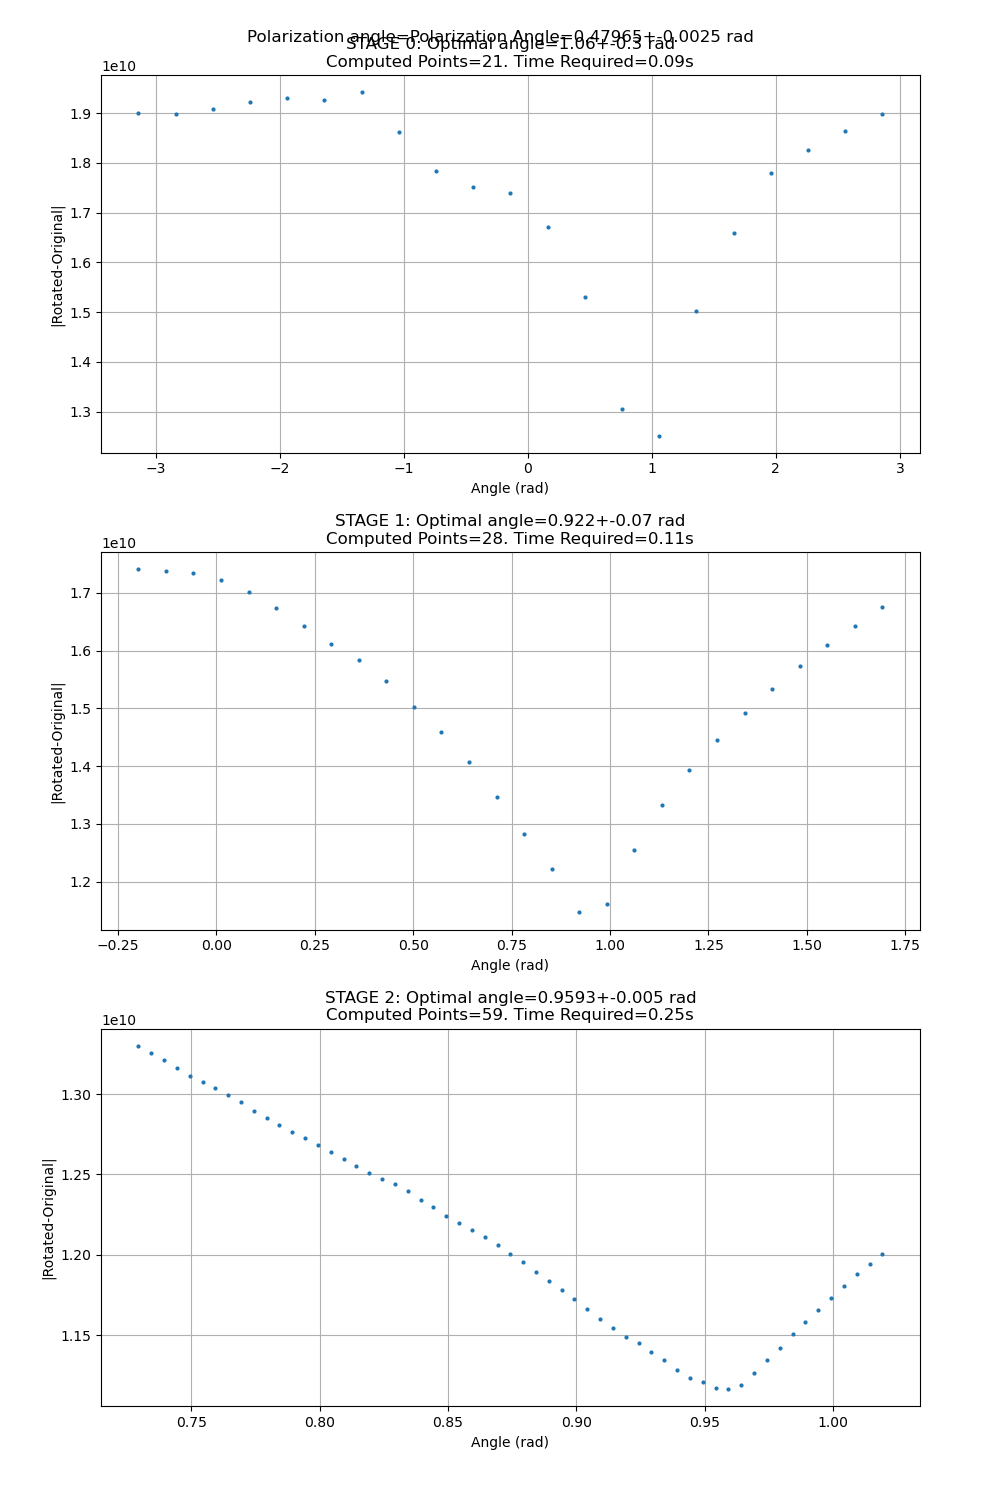 Polarization angle=Polarization Angle=0.47965+-0.0025 rad
STAGE 0: Optimal angle=1.06+-0.3 rad
Computed Points=21. Time Required=0.09s
1e10
1.9
1.8
1.7
1.6
1.5
1.4
1.3
|Rotated-Original|
−3 −2 −1 0 1 2 3
Angle (rad)
STAGE 1: Optimal angle=0.922+-0.07 rad
Computed Points=28. Time Required=0.11s
1e10
1.7
1.6
1.5
1.4
1.3
1.2
|Rotated-Original|
−0.25 0.00 0.25 0.50 0.75 1.00 1.25 1.50 1.75
Angle (rad)
STAGE 2: Optimal angle=0.9593+-0.005 rad
Computed Points=59. Time Required=0.25s
1e10
1.30
1.25
1.20
1.15
|Rotated-Original|
0.75 0.80 0.85 0.90 0.95 1.00
Angle (rad)